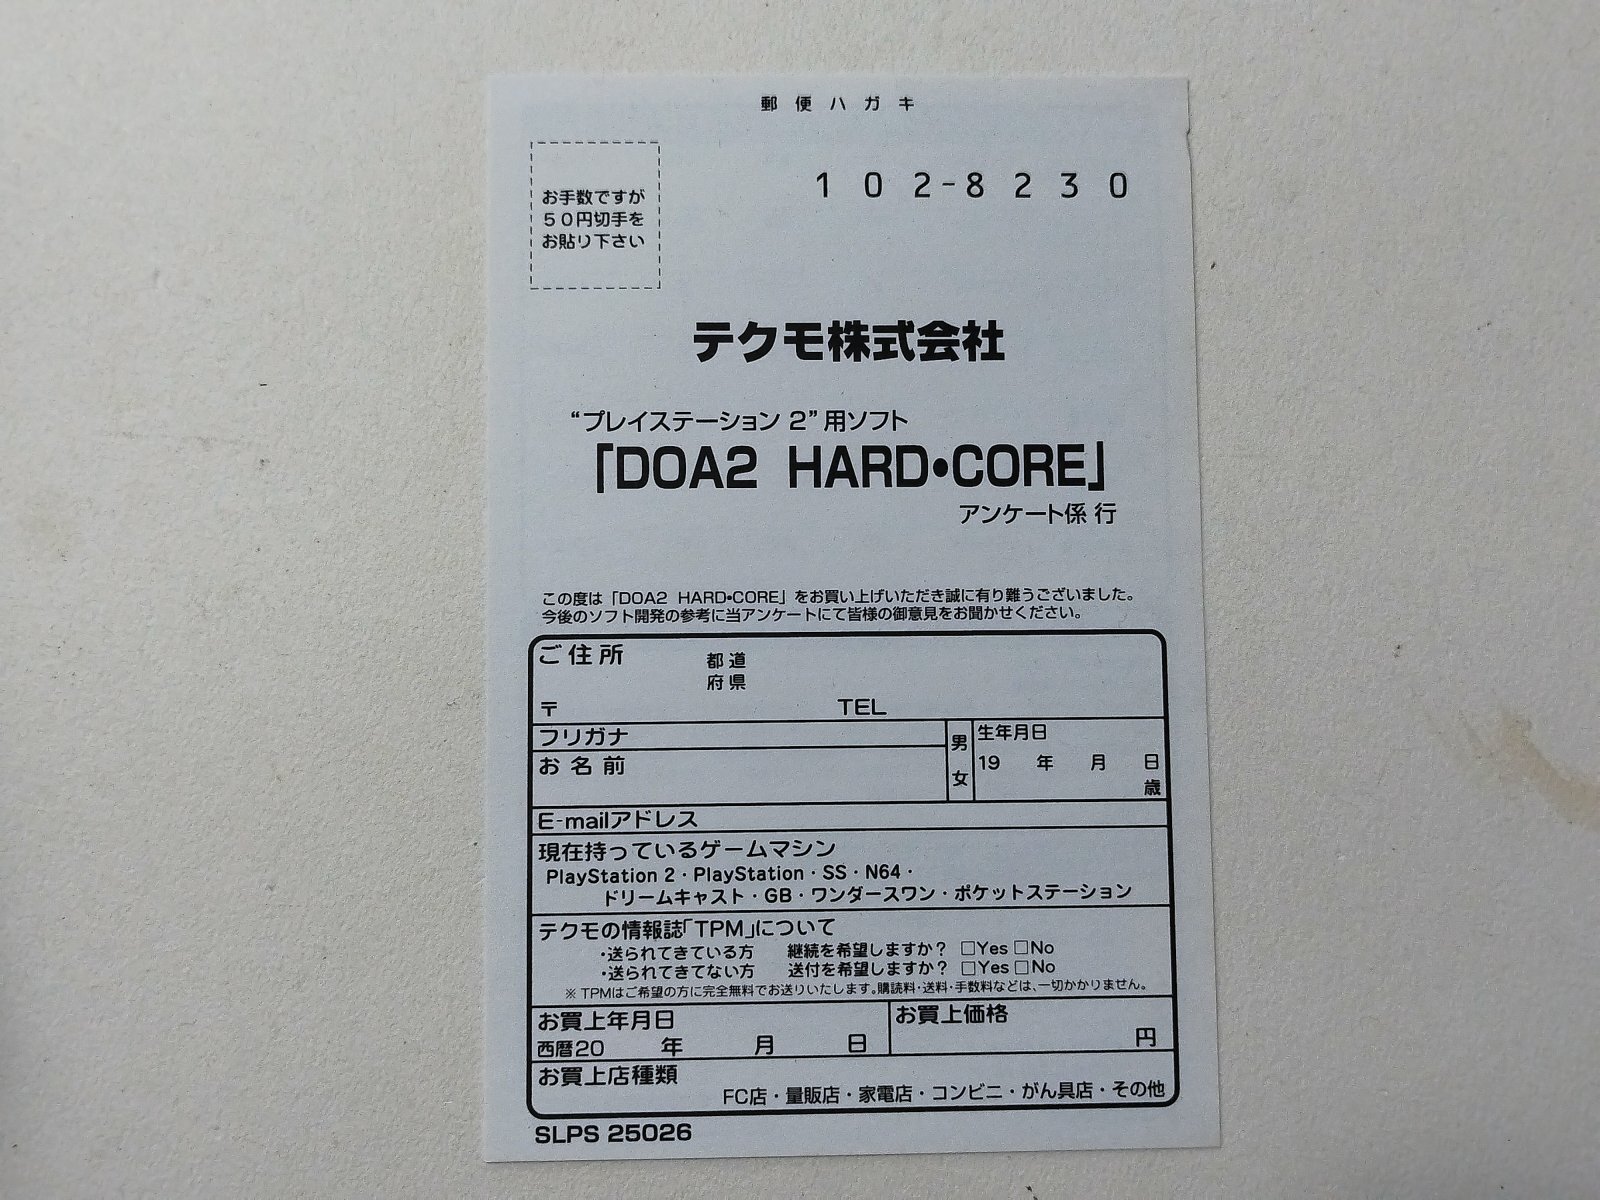 郵便ハガキ
お手数ですが
50円切手を
お貼り下さい
102-8230
テクモ株式会社
“プレイステーション 2”用ソフト
「DOA2 HARD•CORE」
アンケート係 行
この度は「DOA2 HARD•CORE」をお買い上げいただき誠に有り難うございました。
今後のソフト開発の参考に当アンケートにて皆様の御意見をお聞かせください。
ご住所
都道
府県
〒 TEL
フリガナ
お名前
男
女
生年月日
19 年 月 日
歳
E-mailアドレス
現在持っているゲームマシン
PlayStation 2・PlayStation・SS・N64・
ドリームキャスト・GB・ワンダースワン・ポケットステーション
テクモの情報誌「TPM」について
・送られてきている方 継続を希望しますか? □Yes □No
・送られてきてない方 送付を希望しますか? □Yes □No
※ TPMはご希望の方に完全無料でお送りいたします。購読料・送料・手数料などは、一切かかりません。
お買上年月日
西暦20 年 月 日
お買上価格
円
お買上店種類
FC店・量販店・家電店・コンビニ・がん具店・その他
SLPS 25026